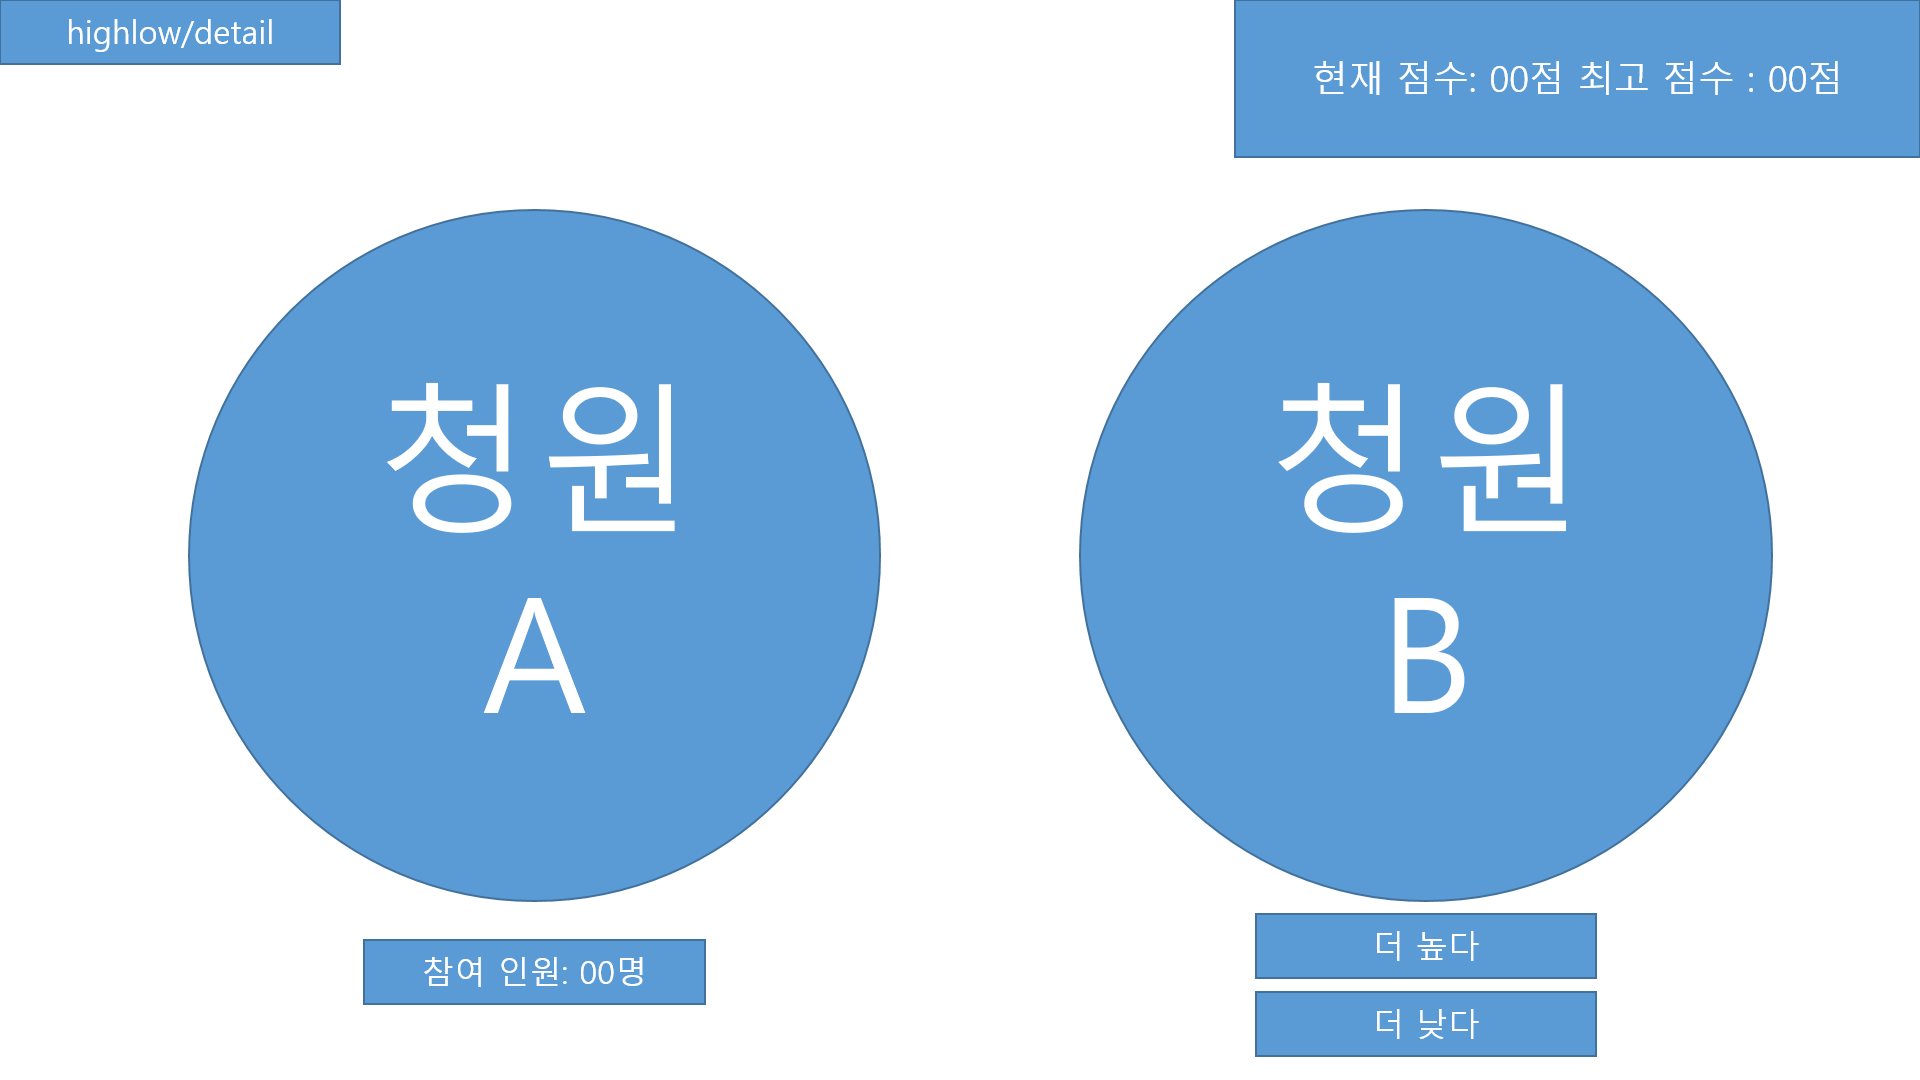 highlow/detail
현재 점수: 00점 최고 점수 : 00점
청원
A
청원
B
참여 인원: 00명
더 높다
더 낮다